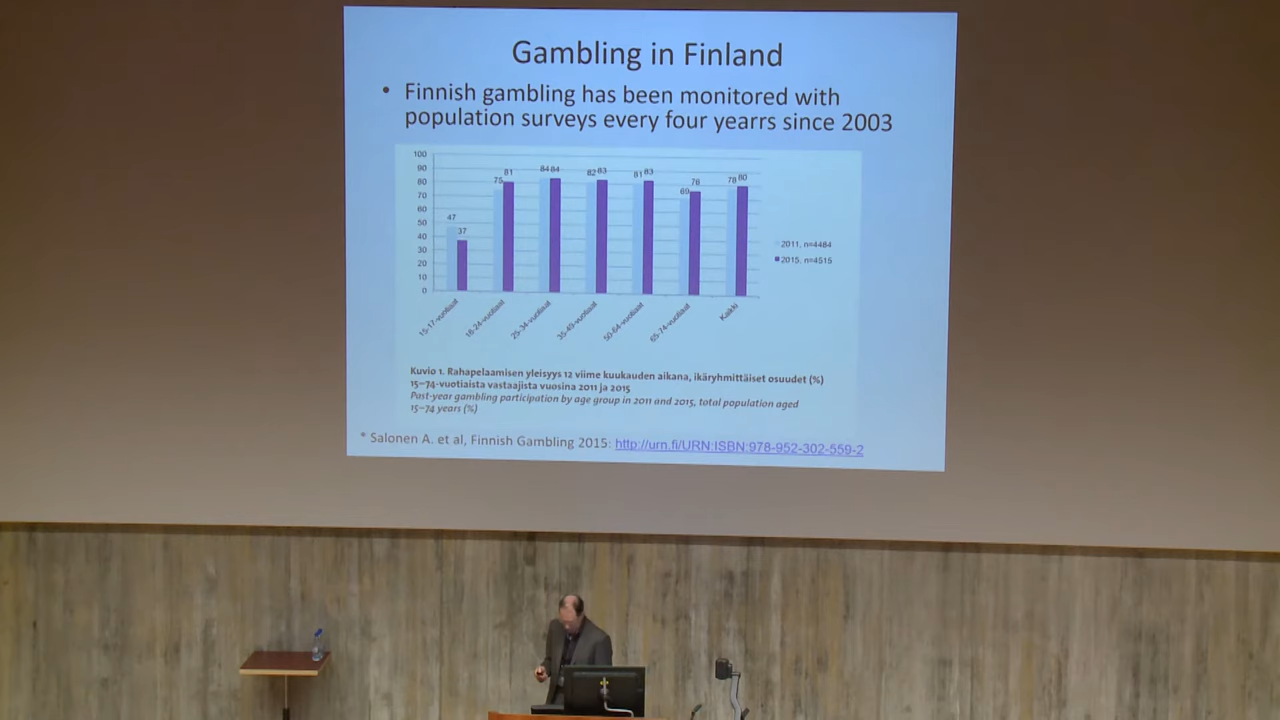 Gambling in Finland
• Finnish gambling has been monitored with
population surveys every four yearrs since 2003
100
90
80
70
60
50
40
30
20
10
0
47
37
75
81
84 84
82 83
81 83
69
76
78 80
15-17-vuotiaat
18-24-vuotiaat
25-34-vuotiaat
35-49-vuotiaat
50-64-vuotiaat
65-74-vuotiaat
Kaikki
2011, n=4484
2015, n=4515
Kuvio 1. Rahapelaamisen yleisyys 12 viime kuukauden aikana, ikäryhmittäiset osuudet (%)
15–74-vuotiaista vastaajista vuosina 2011 ja 2015
Past-year gambling participation by age group in 2011 and 2015, total population aged
15–74 years (%)
* Salonen A. et al, Finnish Gambling 2015: http://urn.fi/URN:ISBN:978-952-302-559-2